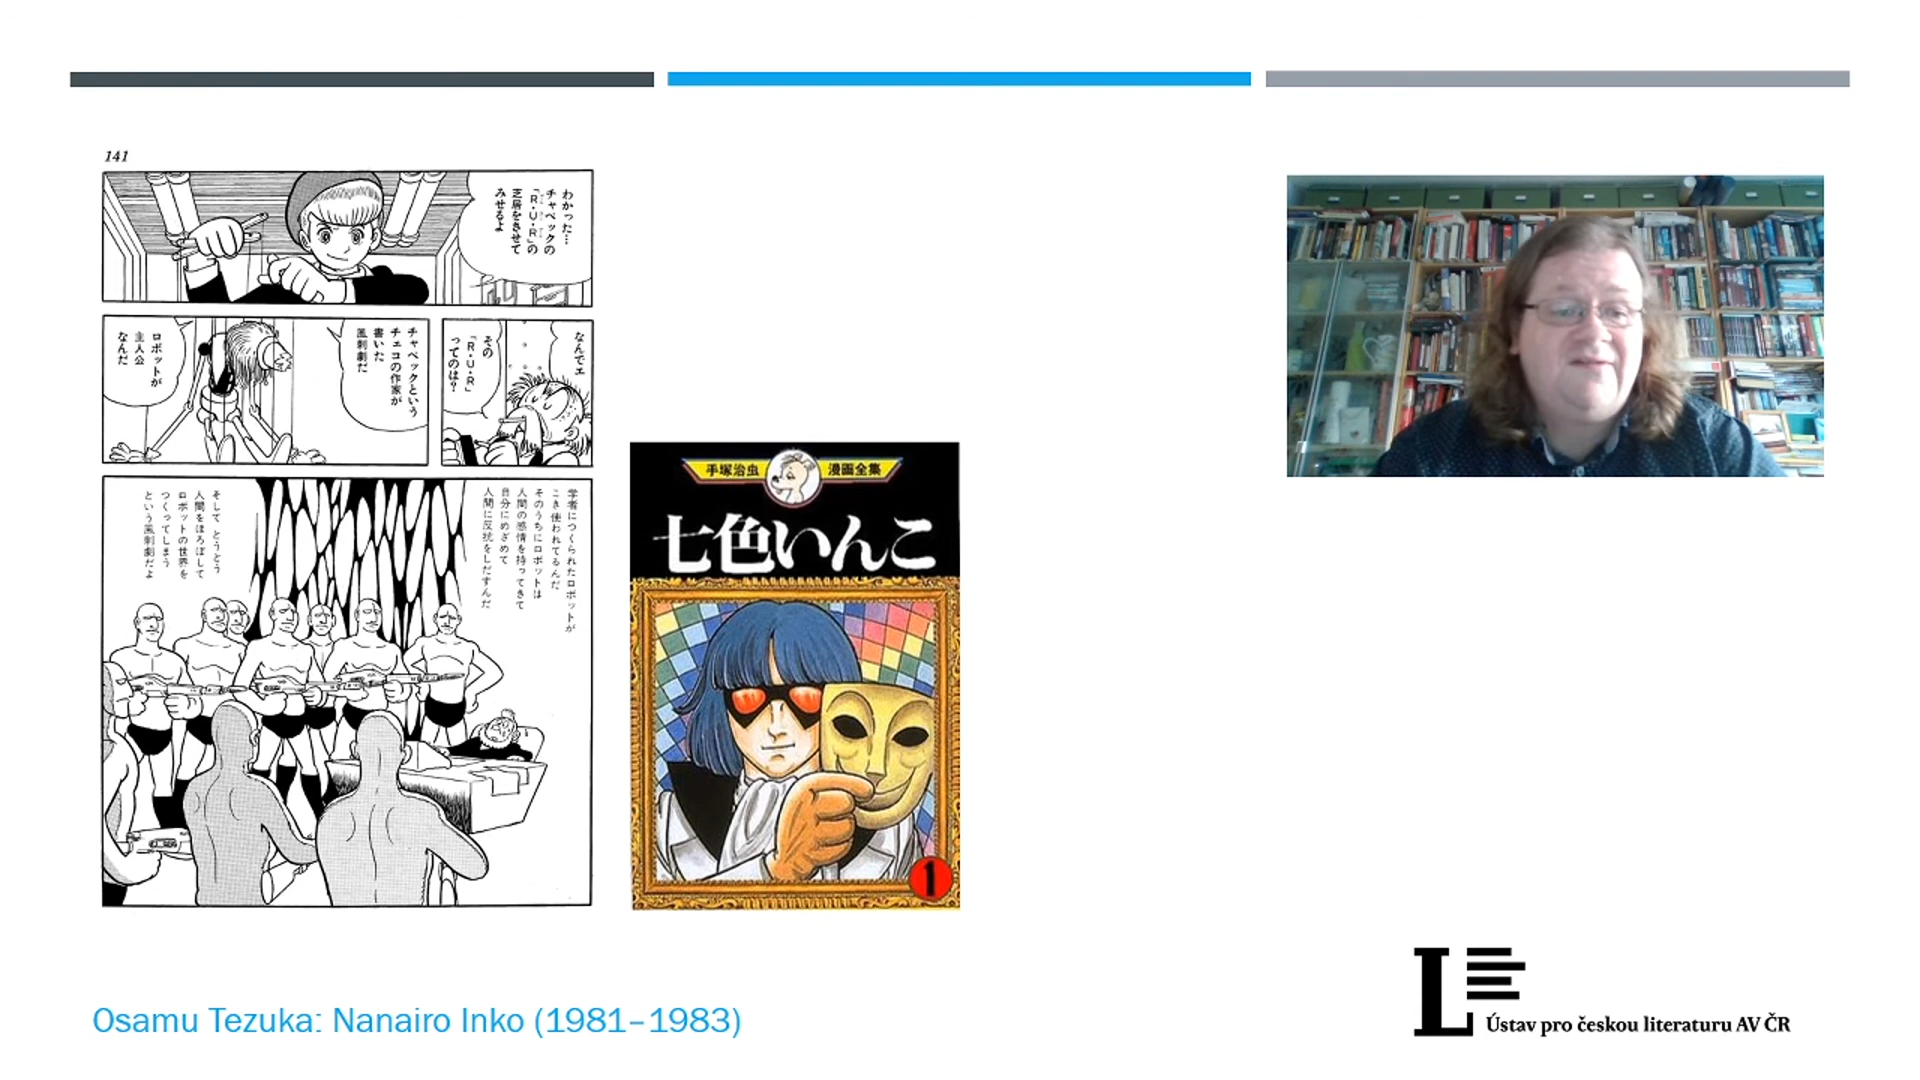 141
わかった…
チャペックの
「R・U・R」の
芝居をさせて
みせるよ
なんでェ
その
「R・U・R」
ってのは?
チャペックという
チェコの作家が
書いた
風刺劇だ
ロボットが
主人公
なんだ
学者につくられたロボットが
こき使われてるんだ
そのうちにロボットは
人間の感情を持ってきて
自分にめざめて
人間に反抗をしだすんだ
そして とうとう
人間をほろぼして
ロボットの世界を
つくってしまう
という風刺劇だよ
手塚治虫 漫画全集
七色いんこ
1
Osamu Tezuka: Nanairo Inko (1981–1983)
Ústav pro českou literaturu AV ČR